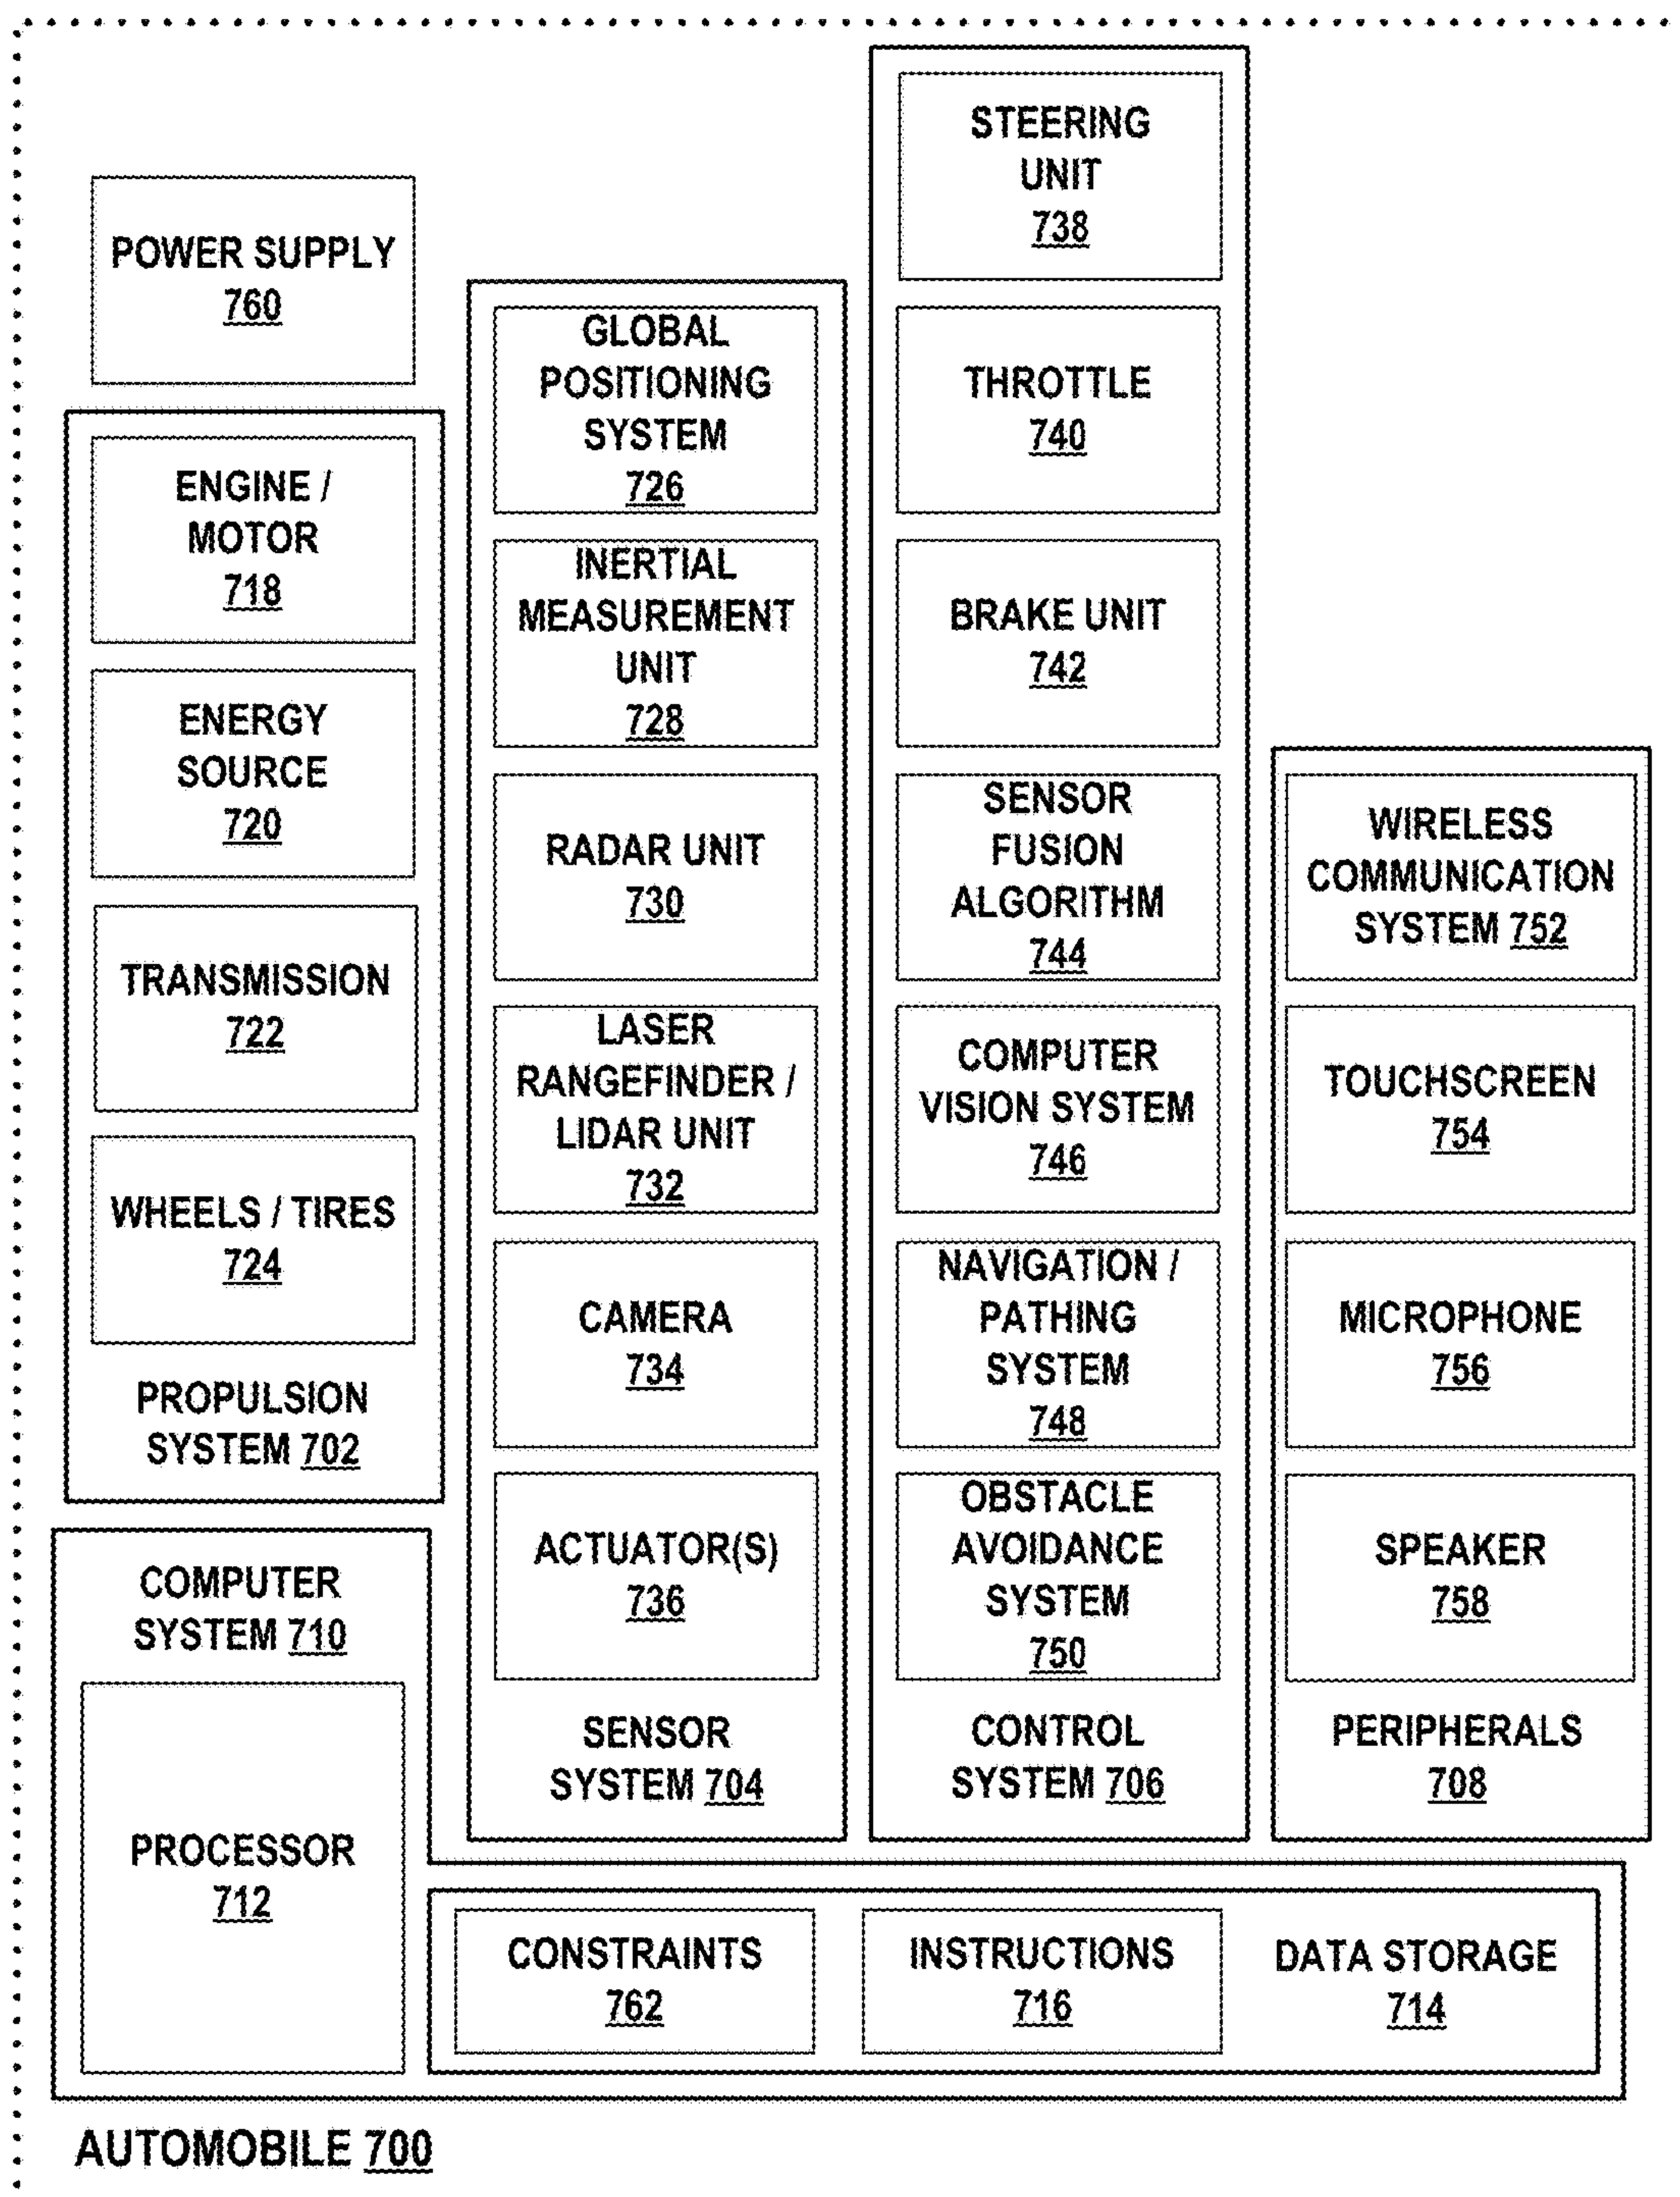 POWER SUPPLY
760
ENGINE /
MOTOR
718
ENERGY
SOURCE
720
TRANSMISSION
722
WHEELS / TIRES
724
PROPULSION
SYSTEM 702
COMPUTER
SYSTEM 710
PROCESSOR
712
GLOBAL
POSITIONING
SYSTEM
726
INERTIAL
MEASUREMENT
UNIT
728
RADAR UNIT
730
LASER
RANGEFINDER /
LIDAR UNIT
732
CAMERA
734
ACTUATOR(S)
736
SENSOR
SYSTEM 704
STEERING
UNIT
738
THROTTLE
740
BRAKE UNIT
742
SENSOR
FUSION
ALGORITHM
744
COMPUTER
VISION SYSTEM
746
NAVIGATION /
PATHING
SYSTEM
748
OBSTACLE
AVOIDANCE
SYSTEM
750
CONTROL
SYSTEM 706
WIRELESS
COMMUNICATION
SYSTEM 752
TOUCHSCREEN
754
MICROPHONE
756
SPEAKER
758
PERIPHERALS
708
CONSTRAINTS
762
INSTRUCTIONS
716
DATA STORAGE
714
AUTOMOBILE 700